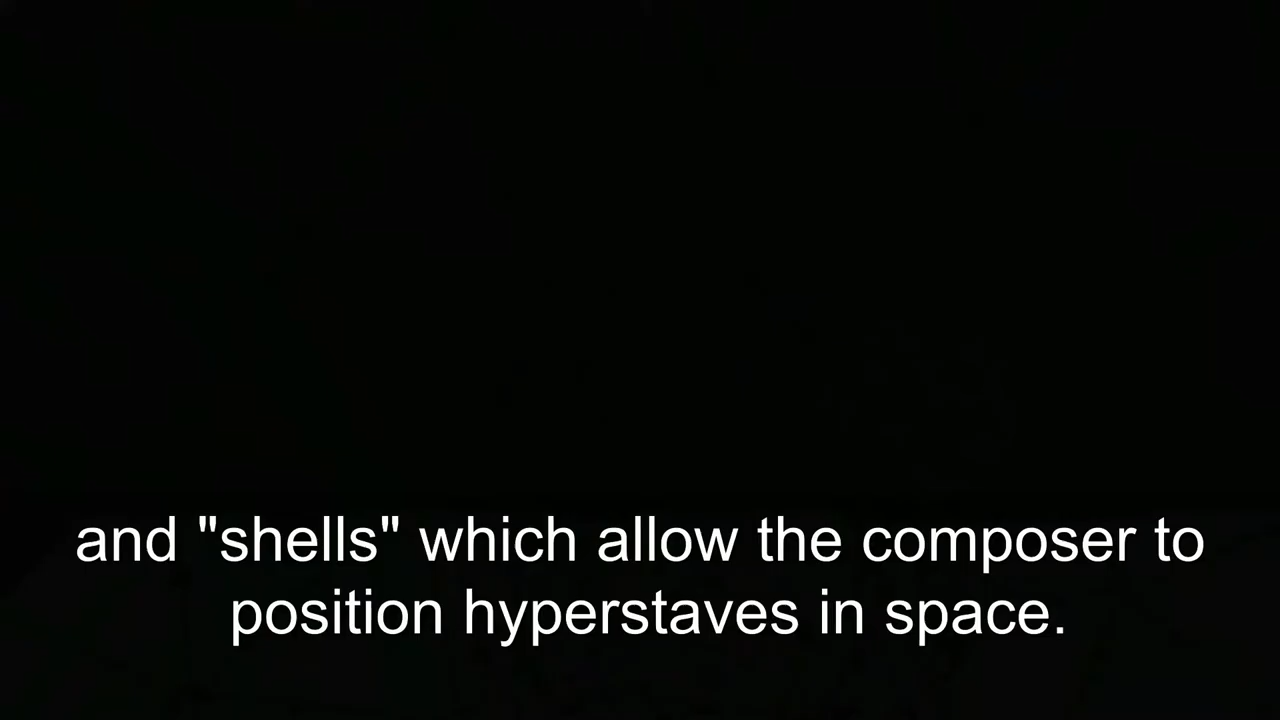 and "shells" which allow the composer to
position hyperstaves in space.